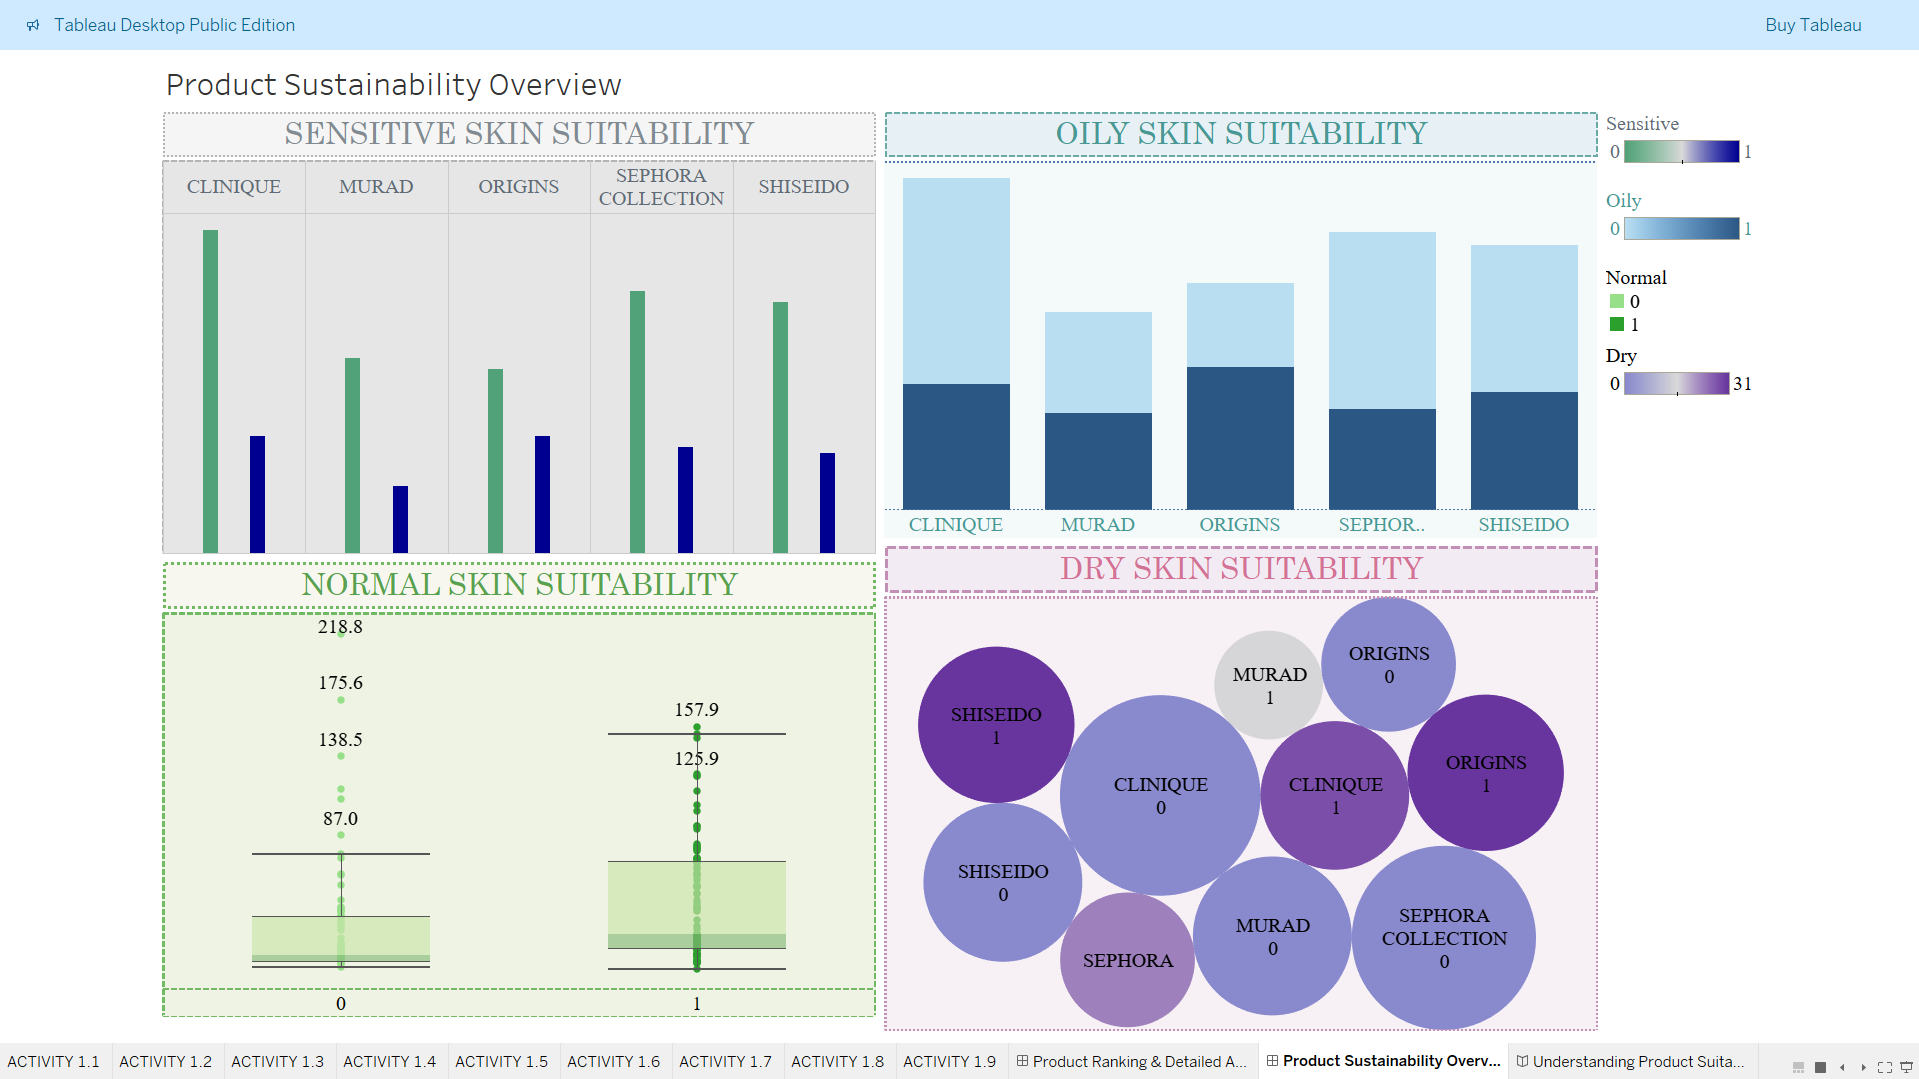 Tableau Desktop Public Edition
Buy Tableau
Product Sustainability Overview
SENSITIVE SKIN SUITABILITY
CLINIQUE
MURAD
ORIGINS
SEPHORA
COLLECTION
SHISEIDO
OILY SKIN SUITABILITY
CLINIQUE
MURAD
ORIGINS
SEPHOR..
SHISEIDO
Sensitive
0 1
Oily
0 1
Normal
0
1
Dry
0 31
NORMAL SKIN SUITABILITY
218.8
175.6
138.5
87.0
157.9
125.9
0
1
DRY SKIN SUITABILITY
ORIGINS
0
MURAD
1
SHISEIDO
1
CLINIQUE
0
CLINIQUE
1
ORIGINS
1
SHISEIDO
0
MURAD
0
SEPHORA
COLLECTION
0
SEPHORA
ACTIVITY 1.1
ACTIVITY 1.2
ACTIVITY 1.3
ACTIVITY 1.4
ACTIVITY 1.5
ACTIVITY 1.6
ACTIVITY 1.7
ACTIVITY 1.8
ACTIVITY 1.9
Product Ranking & Detailed A...
Product Sustainability Overv...
Understanding Product Suita...